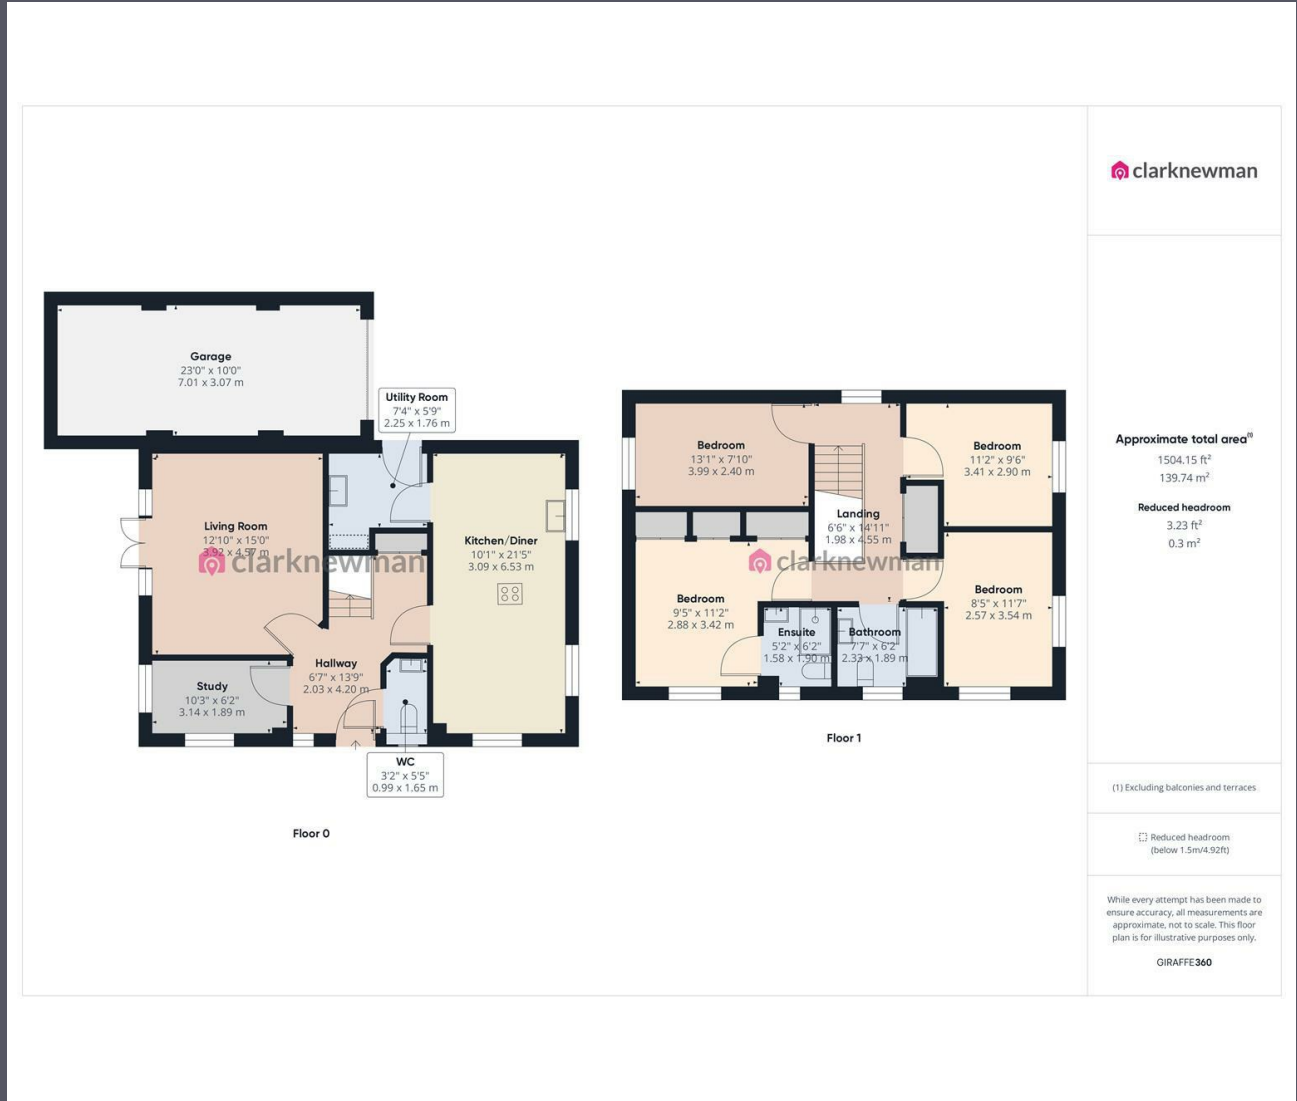 clarknewman
Garage
23'0" x 10'0"
7.01 x 3.07 m
Utility Room
7'4" x 5'9"
2.25 x 1.76 m
Living Room
12'10" x 15'0"
3.92 x 4.57 m
clarknewman
Kitchen/Diner
10'1" x 21'5"
3.09 x 6.53 m
Hallway
6'7" x 13'9"
2.03 x 4.20 m
Study
10'3" x 6'2"
3.14 x 1.89 m
WC
3'2" x 5'5"
0.99 x 1.65 m
Floor 0
Bedroom
13'1" x 7'10"
3.99 x 2.40 m
Bedroom
11'2" x 9'6"
3.41 x 2.90 m
Landing
6'6" x 14'11"
1.98 x 4.55 m
clarknewman
Bedroom
9'5" x 11'2"
2.88 x 3.42 m
Bedroom
8'5" x 11'7"
2.57 x 3.54 m
Ensuite
5'2" x 6'2"
1.58 x 1.90 m
Bathroom
7'7" x 6'2"
2.33 x 1.89 m
Floor 1
Approximate total area(1)
1504.15 ft²
139.74 m²
Reduced headroom
3.23 ft²
0.3 m²
(1) Excluding balconies and terraces
Reduced headroom
(below 1.5m/4.92ft)
While every attempt has been made to
ensure accuracy, all measurements are
approximate, not to scale. This floor
plan is for illustrative purposes only.
GIRAFFE360